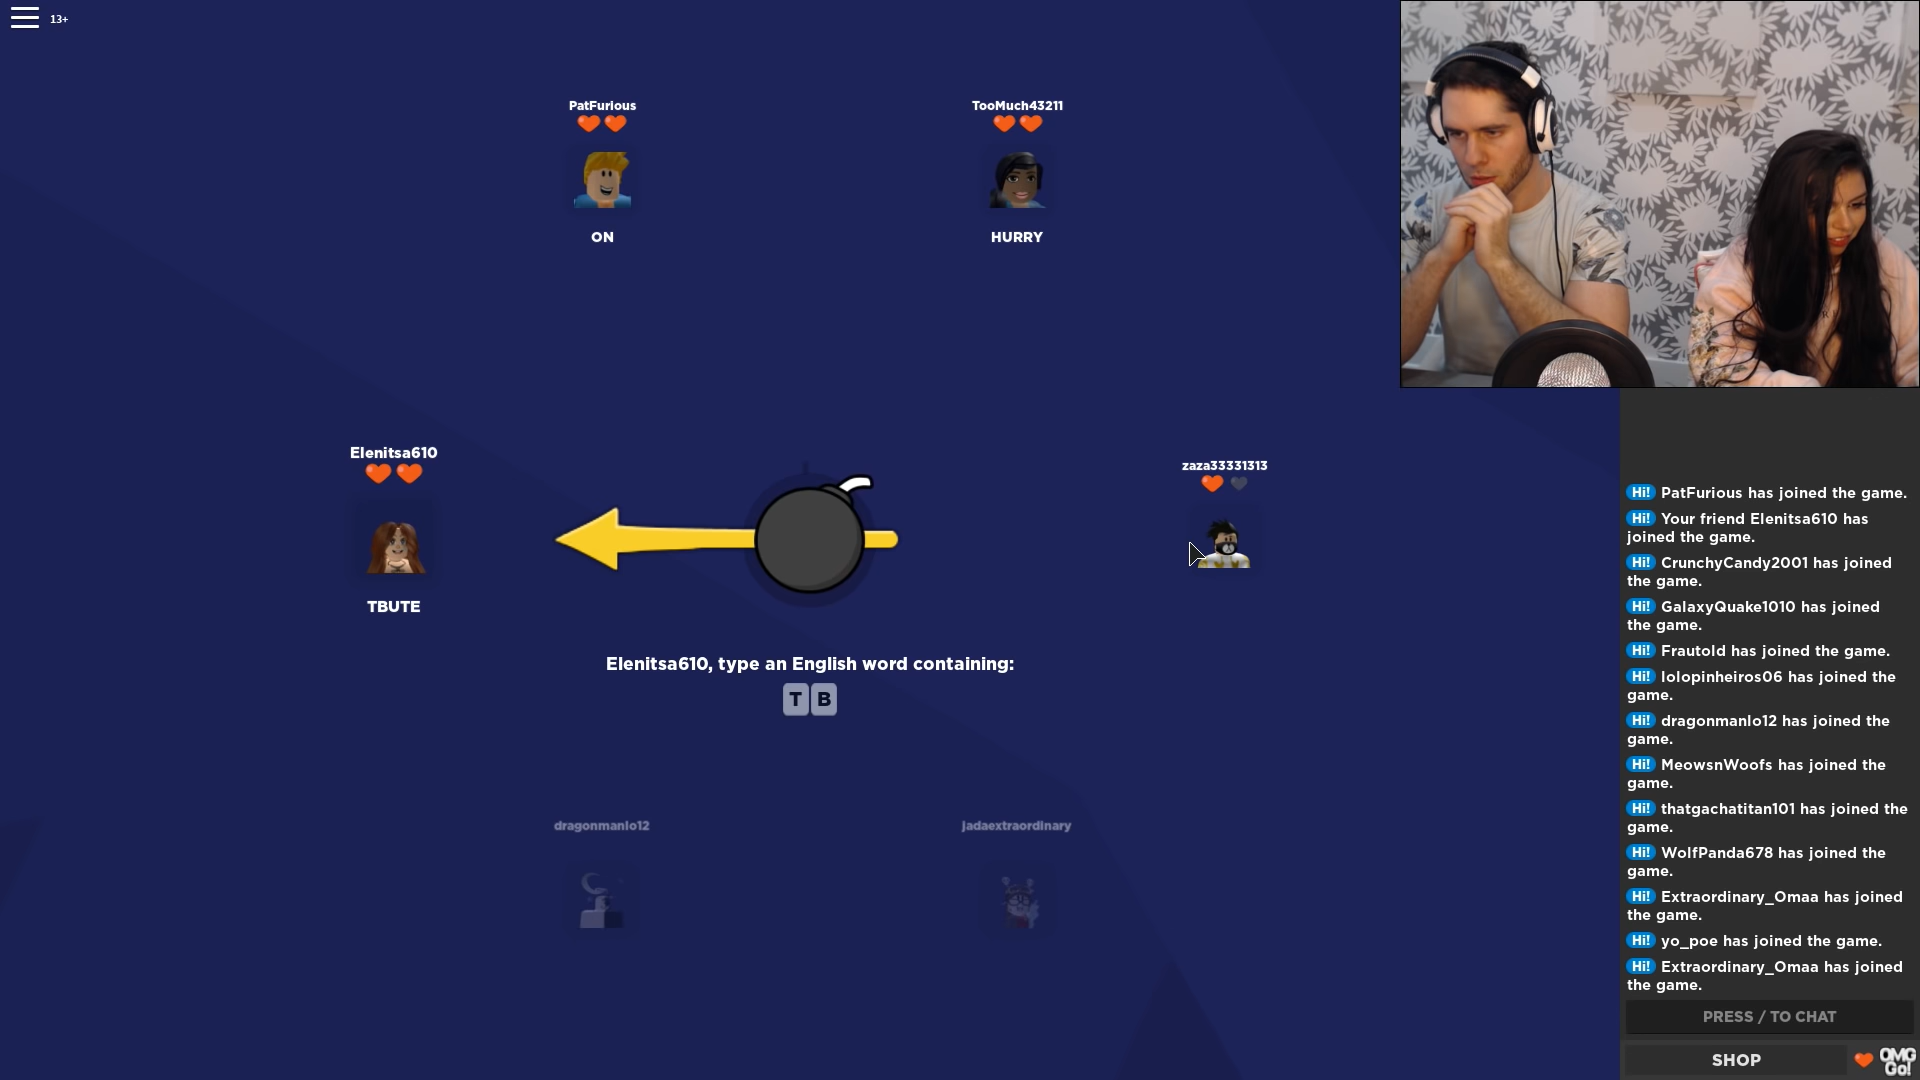 13+
PatFurious
TooMuch43211
ON
HURRY
Elenitsa610
zaza33331313
TBUTE
Elenitsa610, type an English word containing:
T B
dragonmanlo12
jadaextraordinary
Hi! PatFurious has joined the game.
Hi! Your friend Elenitsa610 has
joined the game.
Hi! CrunchyCandy2001 has joined
the game.
Hi! GalaxyQuake1010 has joined
the game.
Hi! Frautold has joined the game.
Hi! lolopinheiros06 has joined the
game.
Hi! dragonmanlo12 has joined the
game.
Hi! MeowsnWoofs has joined the
game.
Hi! thatgachatitan101 has joined the
game.
Hi! WolfPanda678 has joined the
game.
Hi! Extraordinary_Omaa has joined
the game.
Hi! yo_poe has joined the game.
Hi! Extraordinary_Omaa has joined
the game.
PRESS / TO CHAT
SHOP
OMG
Go!